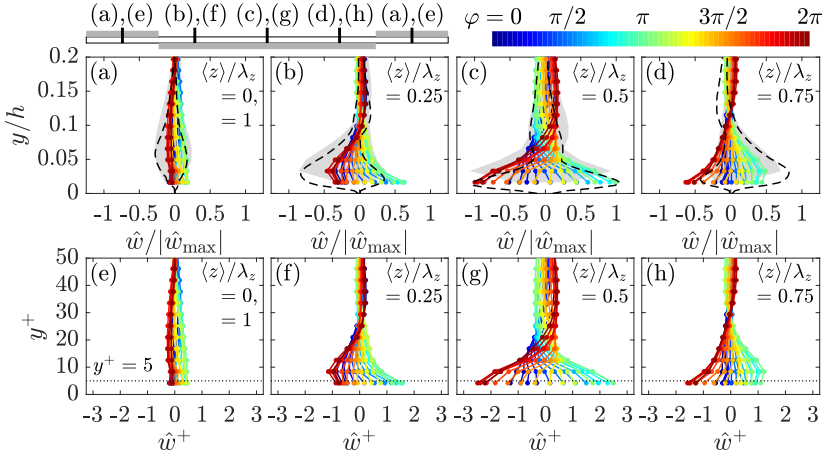 (a),(e) (b),(f) (c),(g) (d),(h) (a),(e) φ = 0 π/2 π 3π/2 2π
(a) ⟨z⟩/λz = 0, = 1 (b) ⟨z⟩/λz = 0.25 (c) ⟨z⟩/λz = 0.5 (d) ⟨z⟩/λz = 0.75
y/h
0.2
0.15
0.1
0.05
0
-1 -0.5 0 0.5 1 -1 -0.5 0 0.5 1 -1 -0.5 0 0.5 1 -1 -0.5 0 0.5 1
ŵ/|ŵmax| ŵ/|ŵmax| ŵ/|ŵmax| ŵ/|ŵmax|
(e) ⟨z⟩/λz = 0, = 1 (f) ⟨z⟩/λz = 0.25 (g) ⟨z⟩/λz = 0.5 (h) ⟨z⟩/λz = 0.75
y⁺
50
40
30
20
10
0
y⁺ = 5
-3 -2 -1 0 1 2 3 -3 -2 -1 0 1 2 3 -3 -2 -1 0 1 2 3 -3 -2 -1 0 1 2 3
ŵ⁺ ŵ⁺ ŵ⁺ ŵ⁺